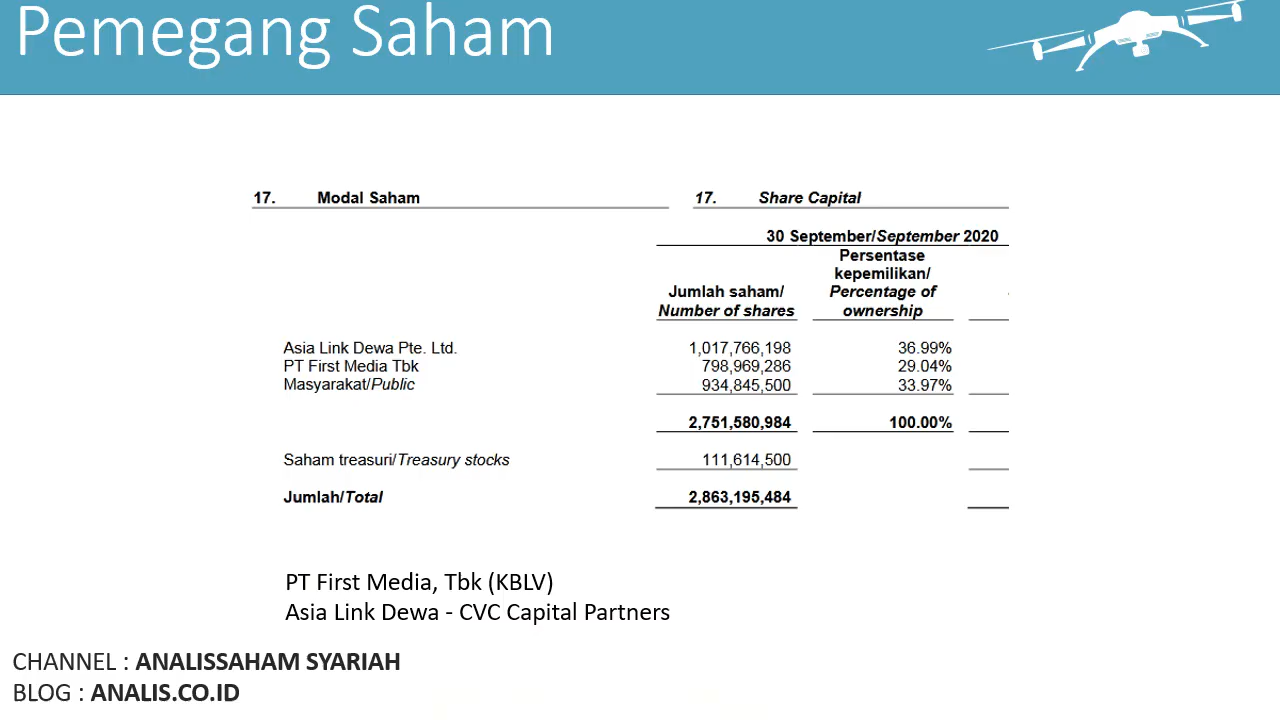 Pemegang Saham
17. Modal Saham 17. Share Capital
30 September/September 2020
Persentase
kepemilikan/
Jumlah saham/ Percentage of
Number of shares ownership
Asia Link Dewa Pte. Ltd. 1,017,766,198 36.99%
PT First Media Tbk 798,969,286 29.04%
Masyarakat/Public 934,845,500 33.97%
2,751,580,984 100.00%
Saham treasuri/Treasury stocks 111,614,500
Jumlah/Total 2,863,195,484
PT First Media, Tbk (KBLV)
Asia Link Dewa - CVC Capital Partners
CHANNEL : ANALISSAHAM SYARIAH
BLOG : ANALIS.CO.ID